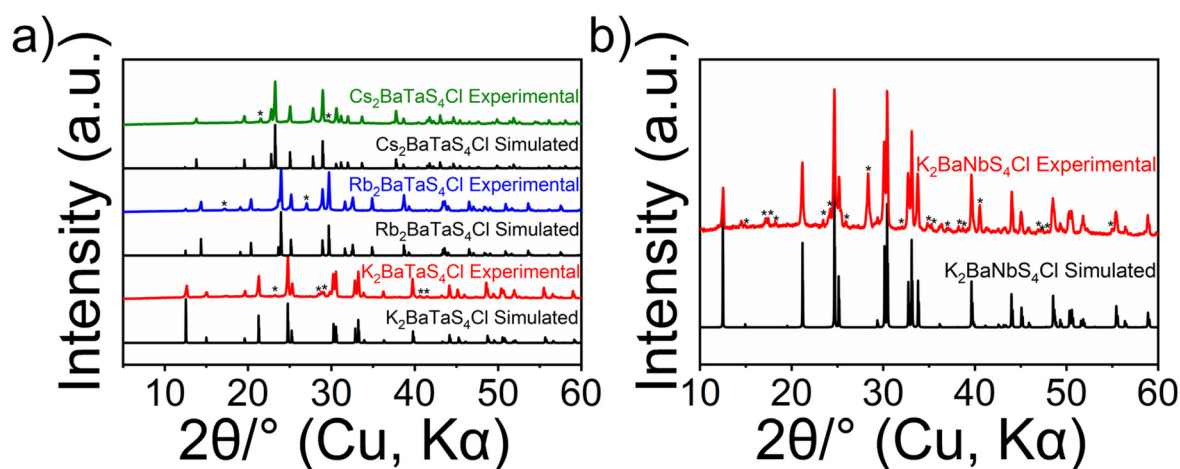 a)
Intensity (a.u.)
Cs₂BaTaS₄Cl Experimental
*
*
Cs₂BaTaS₄Cl Simulated
Rb₂BaTaS₄Cl Experimental
*
*
Rb₂BaTaS₄Cl Simulated
K₂BaTaS₄Cl Experimental
*
**
**
K₂BaTaS₄Cl Simulated
10 20 30 40 50 60
2θ/° (Cu, Kα)
b)
Intensity (a.u.)
K₂BaNbS₄Cl Experimental
K₂BaNbS₄Cl Simulated
10 20 30 40 50 60
2θ/° (Cu, Kα)